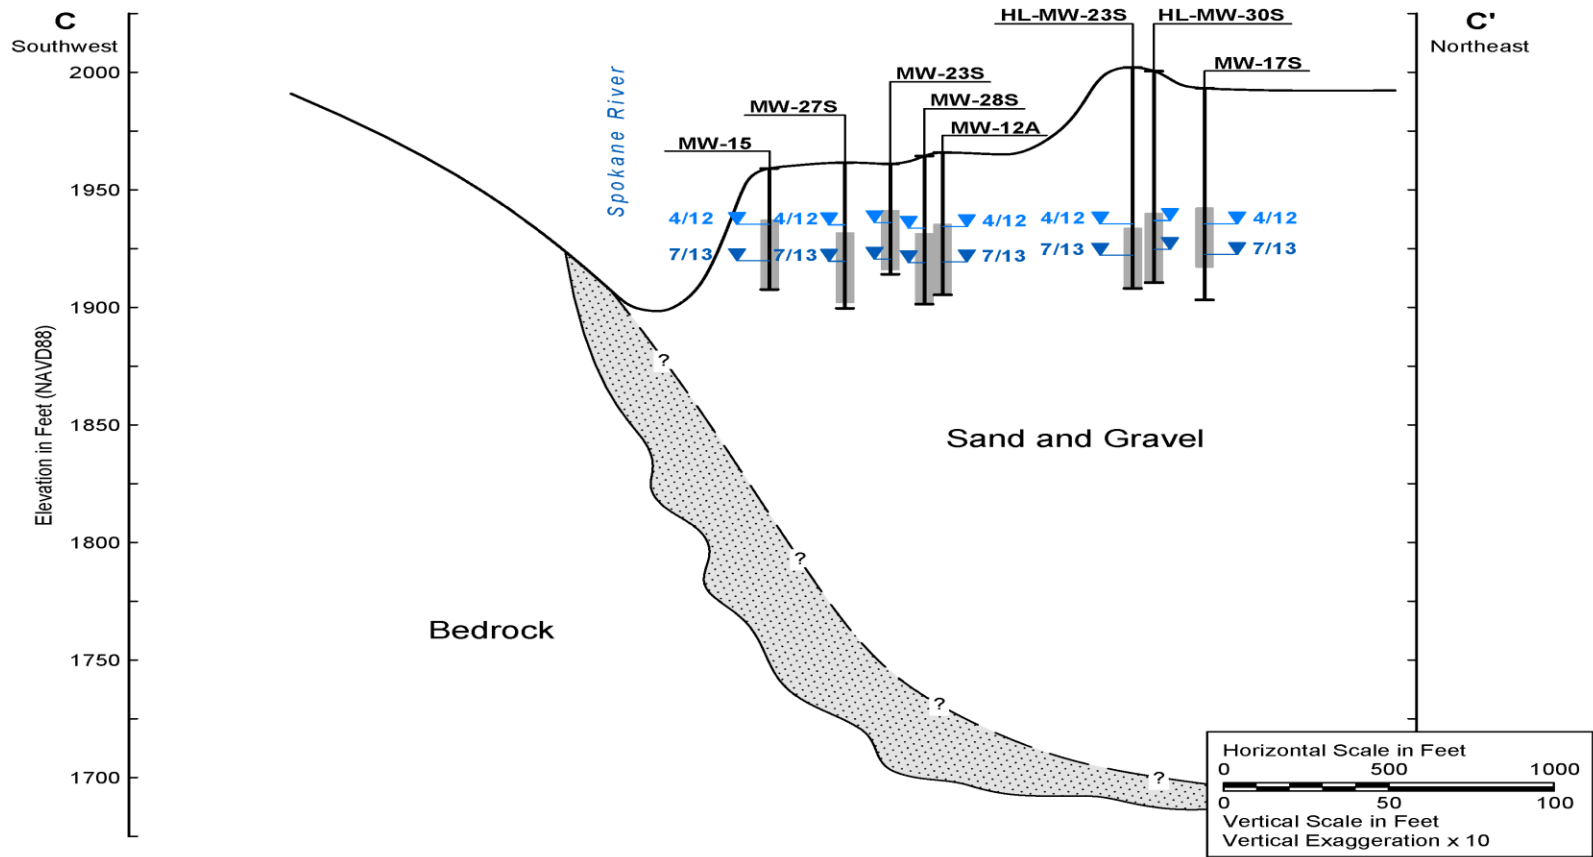 C
Southwest
HL-MW-23S
HL-MW-30S
C'
Northeast
2000
Spokane River
MW-23S
MW-17S
MW-27S
MW-28S
MW-12A
MW-15
1950
4/12
4/12
4/12
4/12
4/12
7/13
7/13
7/13
7/13
7/13
1900
Elevation in Feet (NAVD88)
?
1850
Sand and Gravel
1800
?
Bedrock
1750
?
1700
?
Horizontal Scale in Feet
0 500 1000
0 50 100
Vertical Scale in Feet
Vertical Exaggeration x 10